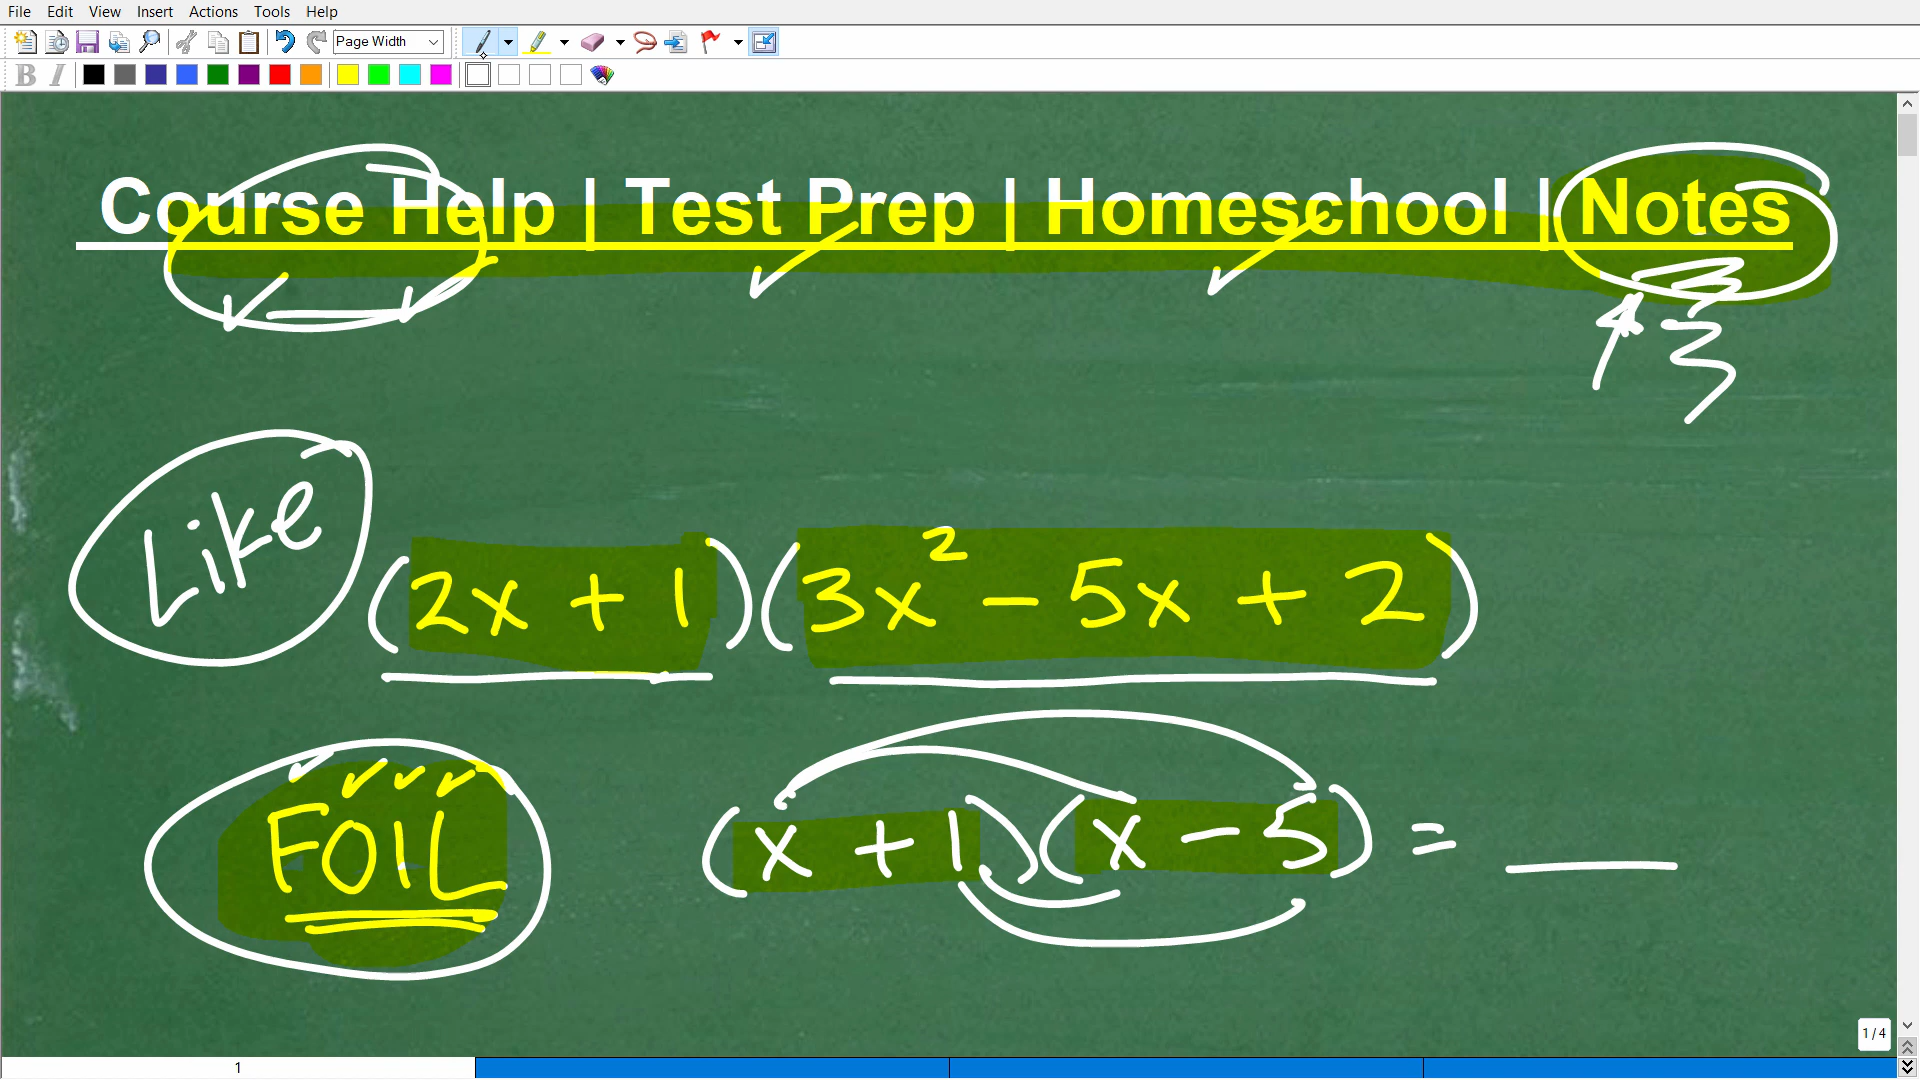 File Edit View Insert Actions Tools Help
Page Width
B I
Course Help | Test Prep | Homeschool | Notes
Like
(2x + 1)(3x² - 5x + 2)
FOIL
(x + 1)(x - 5) = ____
1 / 4
1